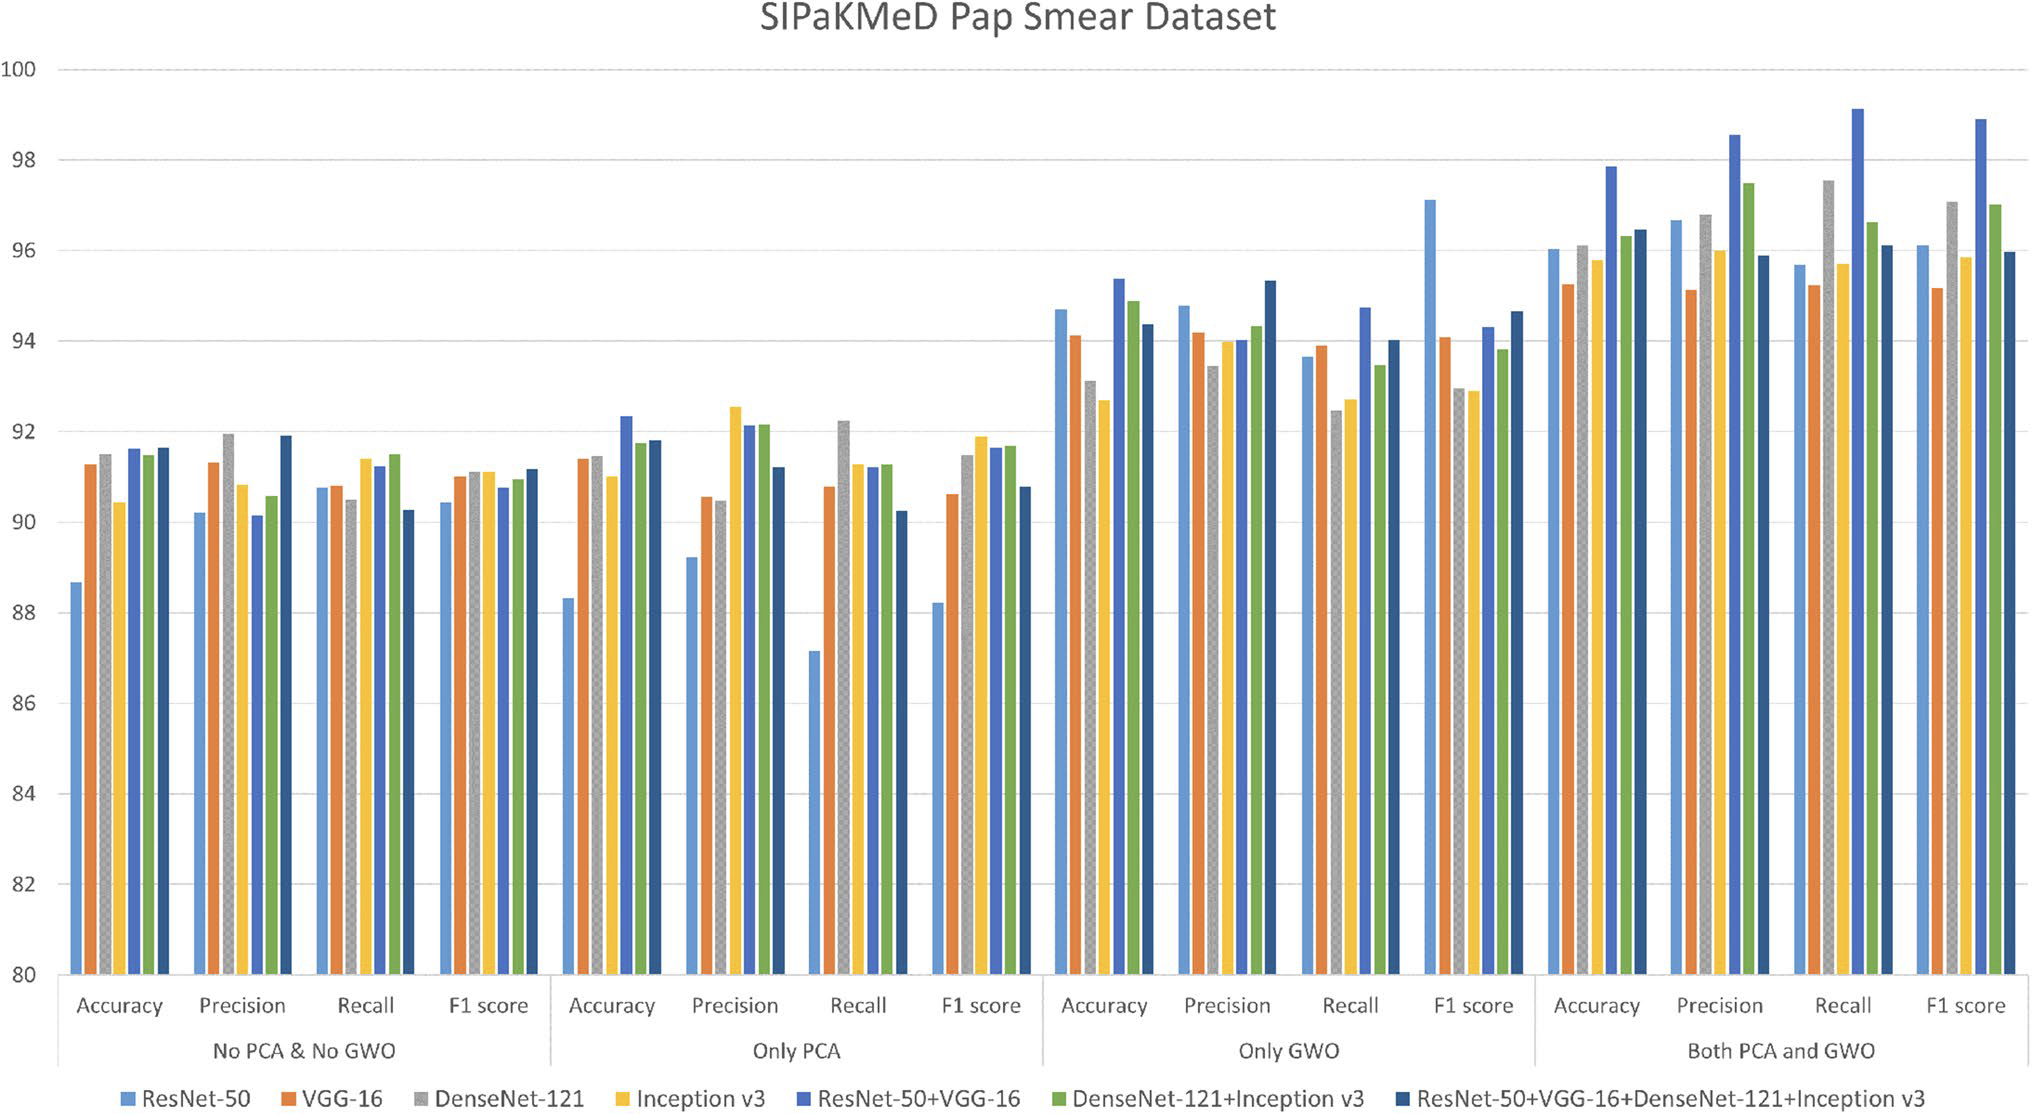 SIPaKMeD Pap Smear Dataset
100
98
96
94
92
90
88
86
84
82
80
Accuracy Precision Recall F1 score Accuracy Precision Recall F1 score Accuracy Precision Recall F1 score Accuracy Precision Recall F1 score
No PCA & No GWO Only PCA Only GWO Both PCA and GWO
ResNet-50 VGG-16 DenseNet-121 Inception v3 ResNet-50+VGG-16 DenseNet-121+Inception v3 ResNet-50+VGG-16+DenseNet-121+Inception v3